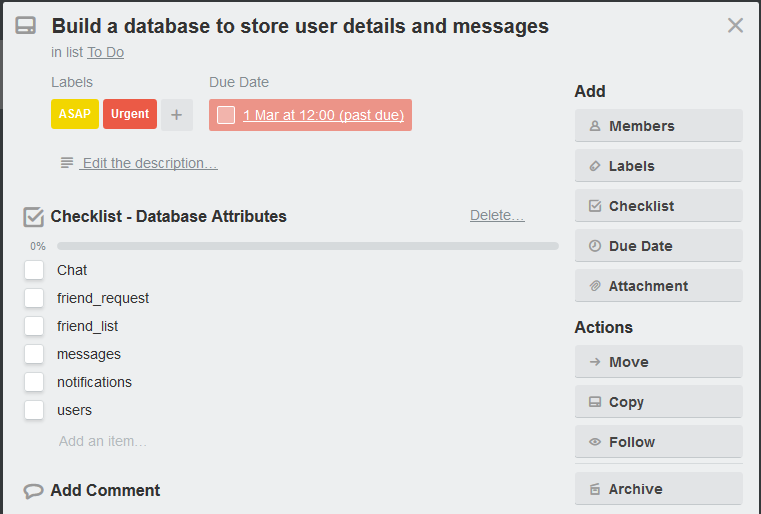 Build a database to store user details and messages
in list To Do
Labels
Due Date
ASAP
Urgent
+
1 Mar at 12:00 (past due)
Edit the description…
Checklist - Database Attributes
Delete…
0%
Chat
friend_request
friend_list
messages
notifications
users
Add an item…
Add Comment
Add
Members
Labels
Checklist
Due Date
Attachment
Actions
Move
Copy
Follow
Archive